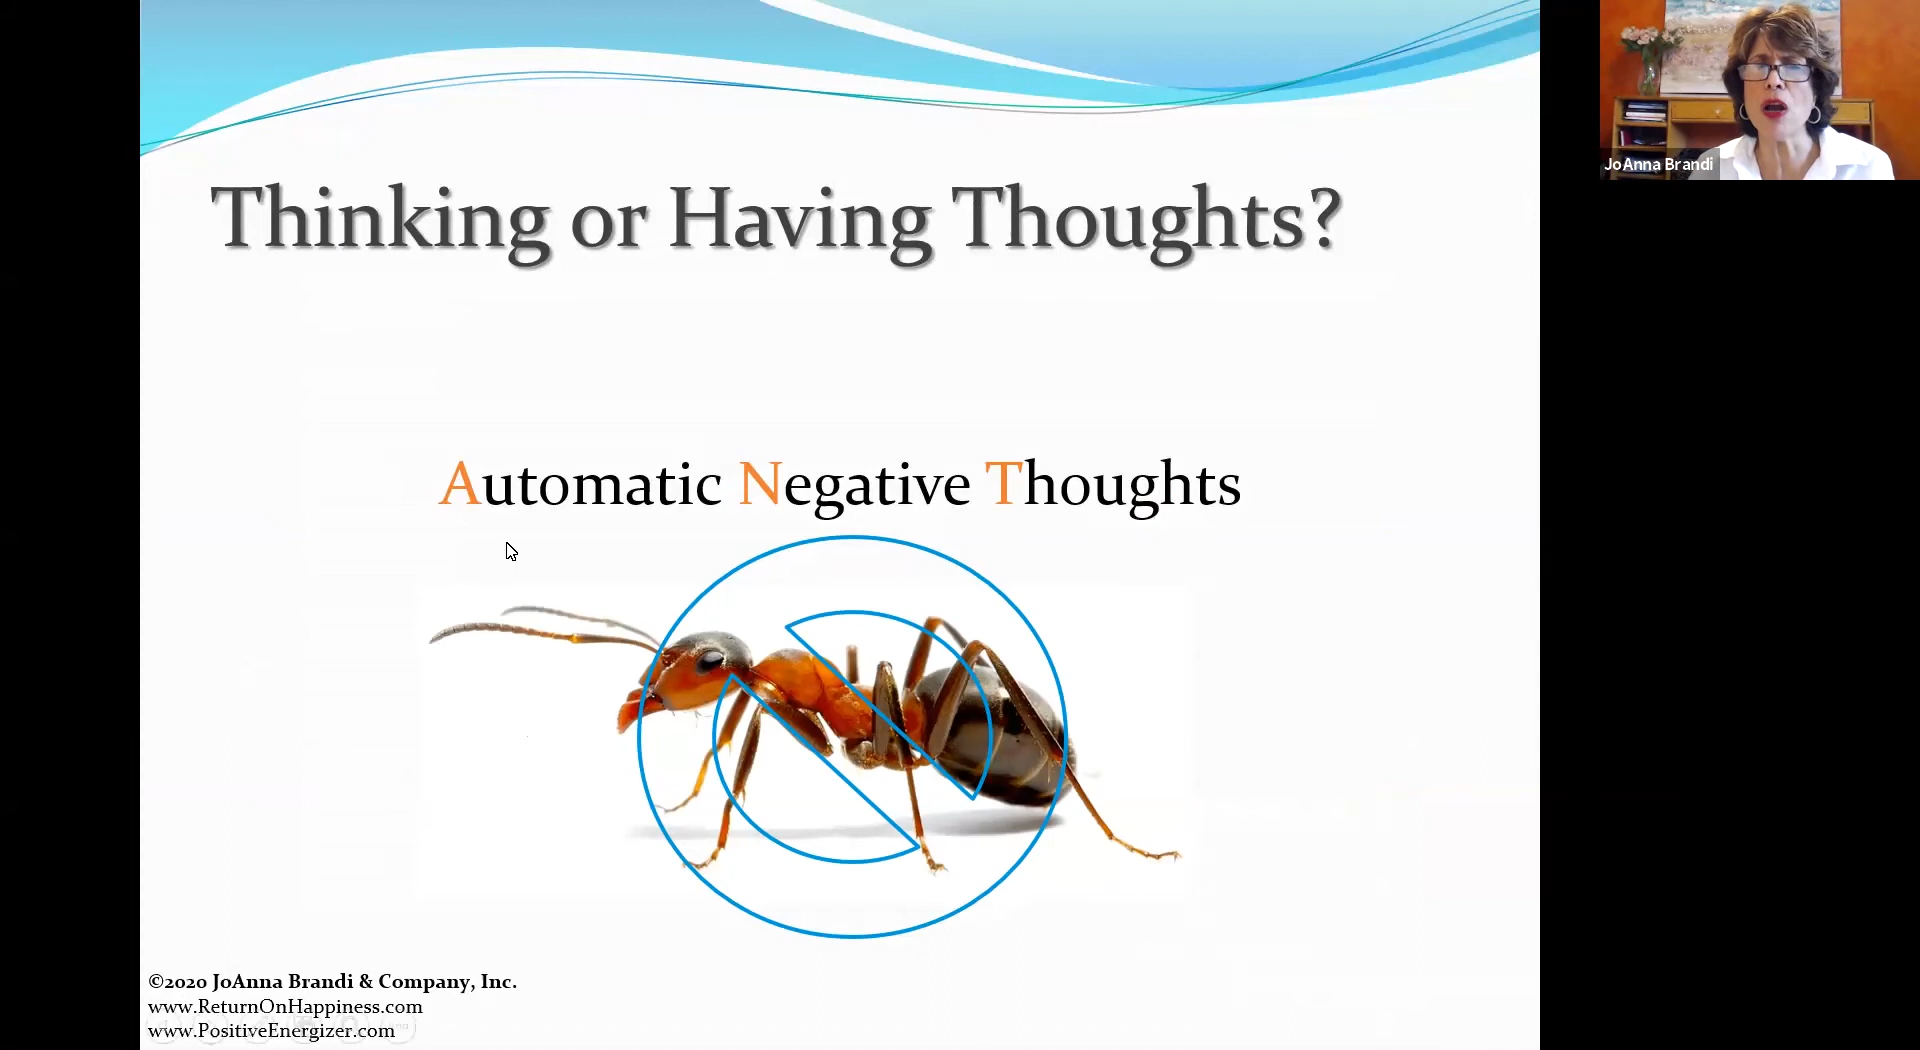 Thinking or Having Thoughts?
Automatic Negative Thoughts
©2020 JoAnna Brandi & Company, Inc.
www.ReturnOnHappiness.com
www.PositiveEnergizer.com
JoAnna Brandi